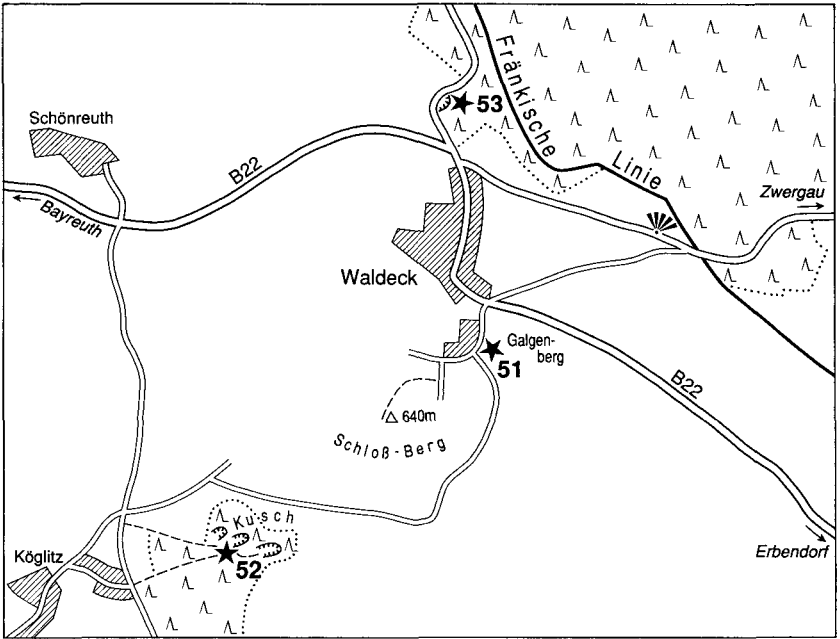 Fränkische Linie
53
Schönreuth
B22
Zwergau
Bayreuth
Waldeck
Galgen-
berg
51
B22
640m
Schloß-Berg
Kusch
Köglitz
52
Erbendorf